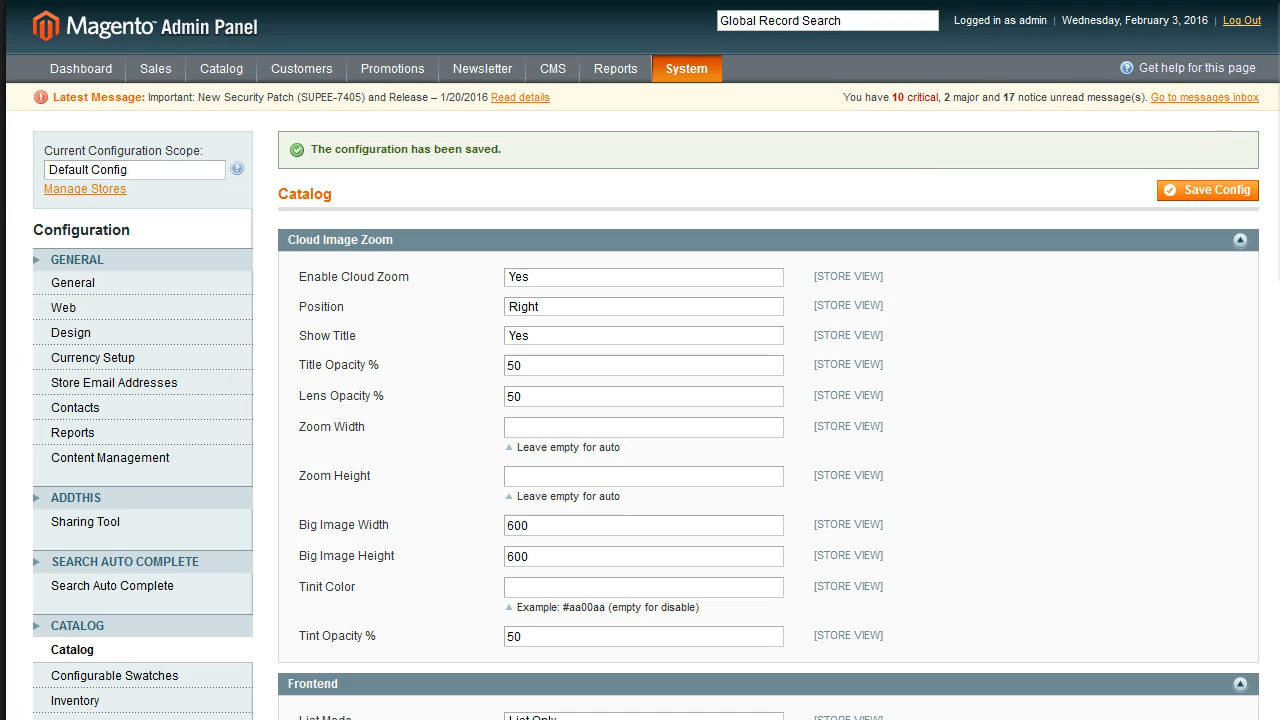 Magento™ Admin Panel
Global Record Search
Logged in as admin | Wednesday, February 3, 2016 | Log Out
Dashboard Sales Catalog Customers Promotions Newsletter CMS Reports System
Get help for this page
Latest Message: Important: New Security Patch (SUPEE-7405) and Release – 1/20/2016 Read details
You have 10 critical, 2 major and 17 notice unread message(s). Go to messages inbox
Current Configuration Scope:
Default Config
Manage Stores
Configuration
GENERAL
General
Web
Design
Currency Setup
Store Email Addresses
Contacts
Reports
Content Management
ADDTHIS
Sharing Tool
SEARCH AUTO COMPLETE
Search Auto Complete
CATALOG
Catalog
Configurable Swatches
Inventory
The configuration has been saved.
Catalog
Save Config
Cloud Image Zoom
Enable Cloud Zoom Yes [STORE VIEW]
Position Right [STORE VIEW]
Show Title Yes [STORE VIEW]
Title Opacity % 50 [STORE VIEW]
Lens Opacity % 50 [STORE VIEW]
Zoom Width [STORE VIEW]
Leave empty for auto
Zoom Height [STORE VIEW]
Leave empty for auto
Big Image Width 600 [STORE VIEW]
Big Image Height 600 [STORE VIEW]
Tinit Color [STORE VIEW]
Example: #aa00aa (empty for disable)
Tint Opacity % 50 [STORE VIEW]
Frontend
List Mode List Only [STORE VIEW]